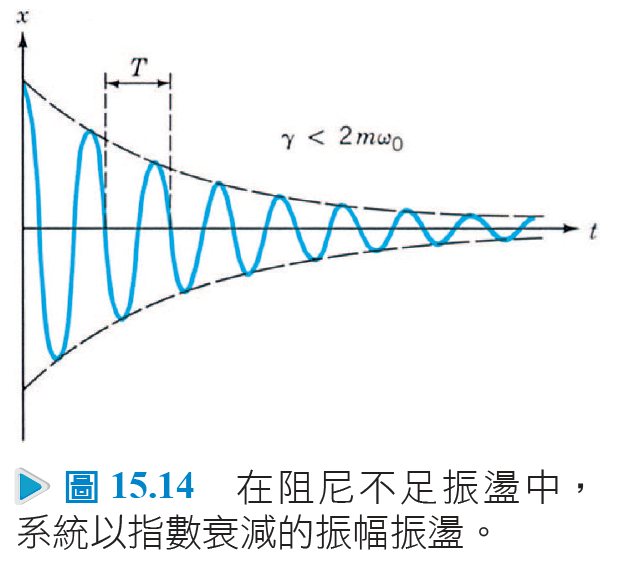 x
T
γ < 2mω₀
t
圖 15.14 在阻尼不足振盪中，
系統以指數衰減的振幅振盪。